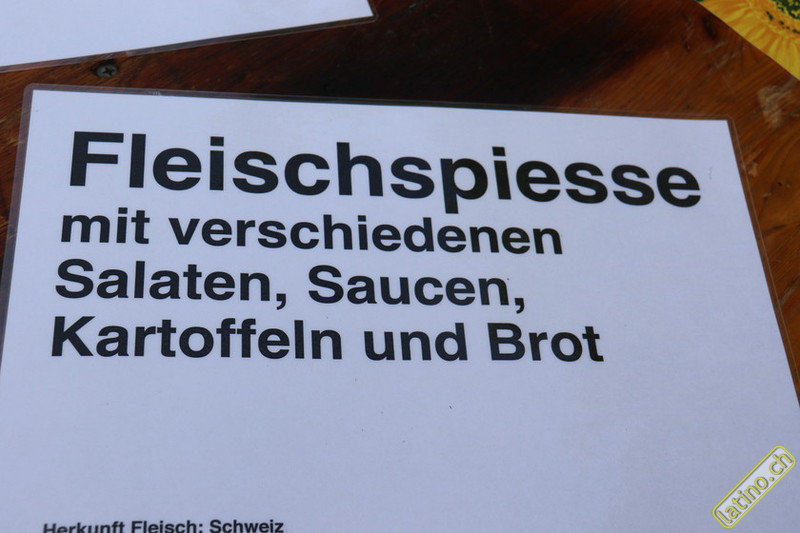 Fleischspiesse
mit verschiedenen
Salaten, Saucen,
Kartoffeln und Brot
Herkunft Fleisch: Schweiz
latino.ch